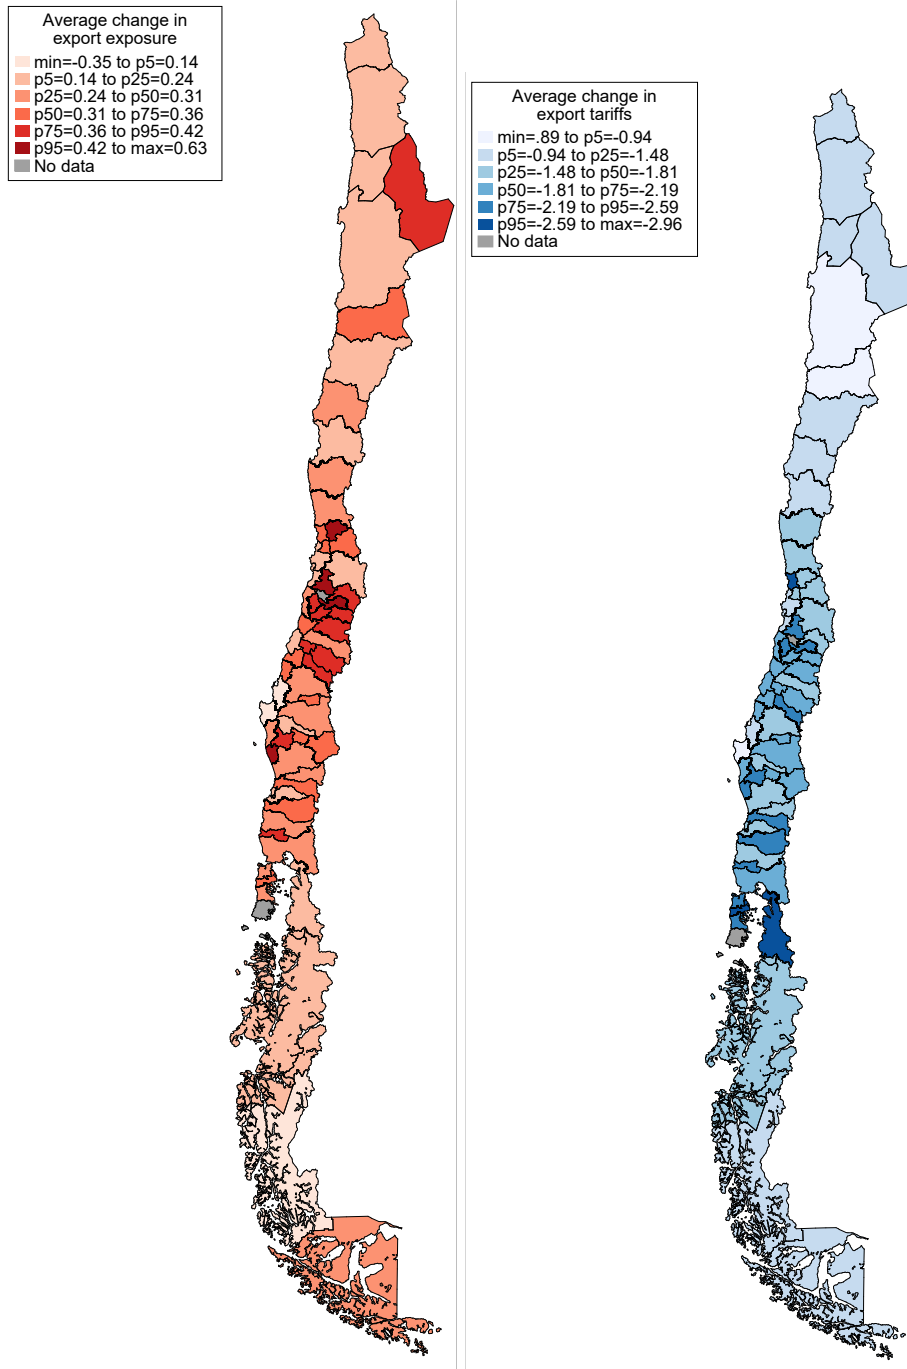 Average change in
export exposure
min=-0.35 to p5=0.14
p5=0.14 to p25=0.24
p25=0.24 to p50=0.31
p50=0.31 to p75=0.36
p75=0.36 to p95=0.42
p95=0.42 to max=0.63
No data
Average change in
export tariffs
min=.89 to p5=-0.94
p5=-0.94 to p25=-1.48
p25=-1.48 to p50=-1.81
p50=-1.81 to p75=-2.19
p75=-2.19 to p95=-2.59
p95=-2.59 to max=-2.96
No data